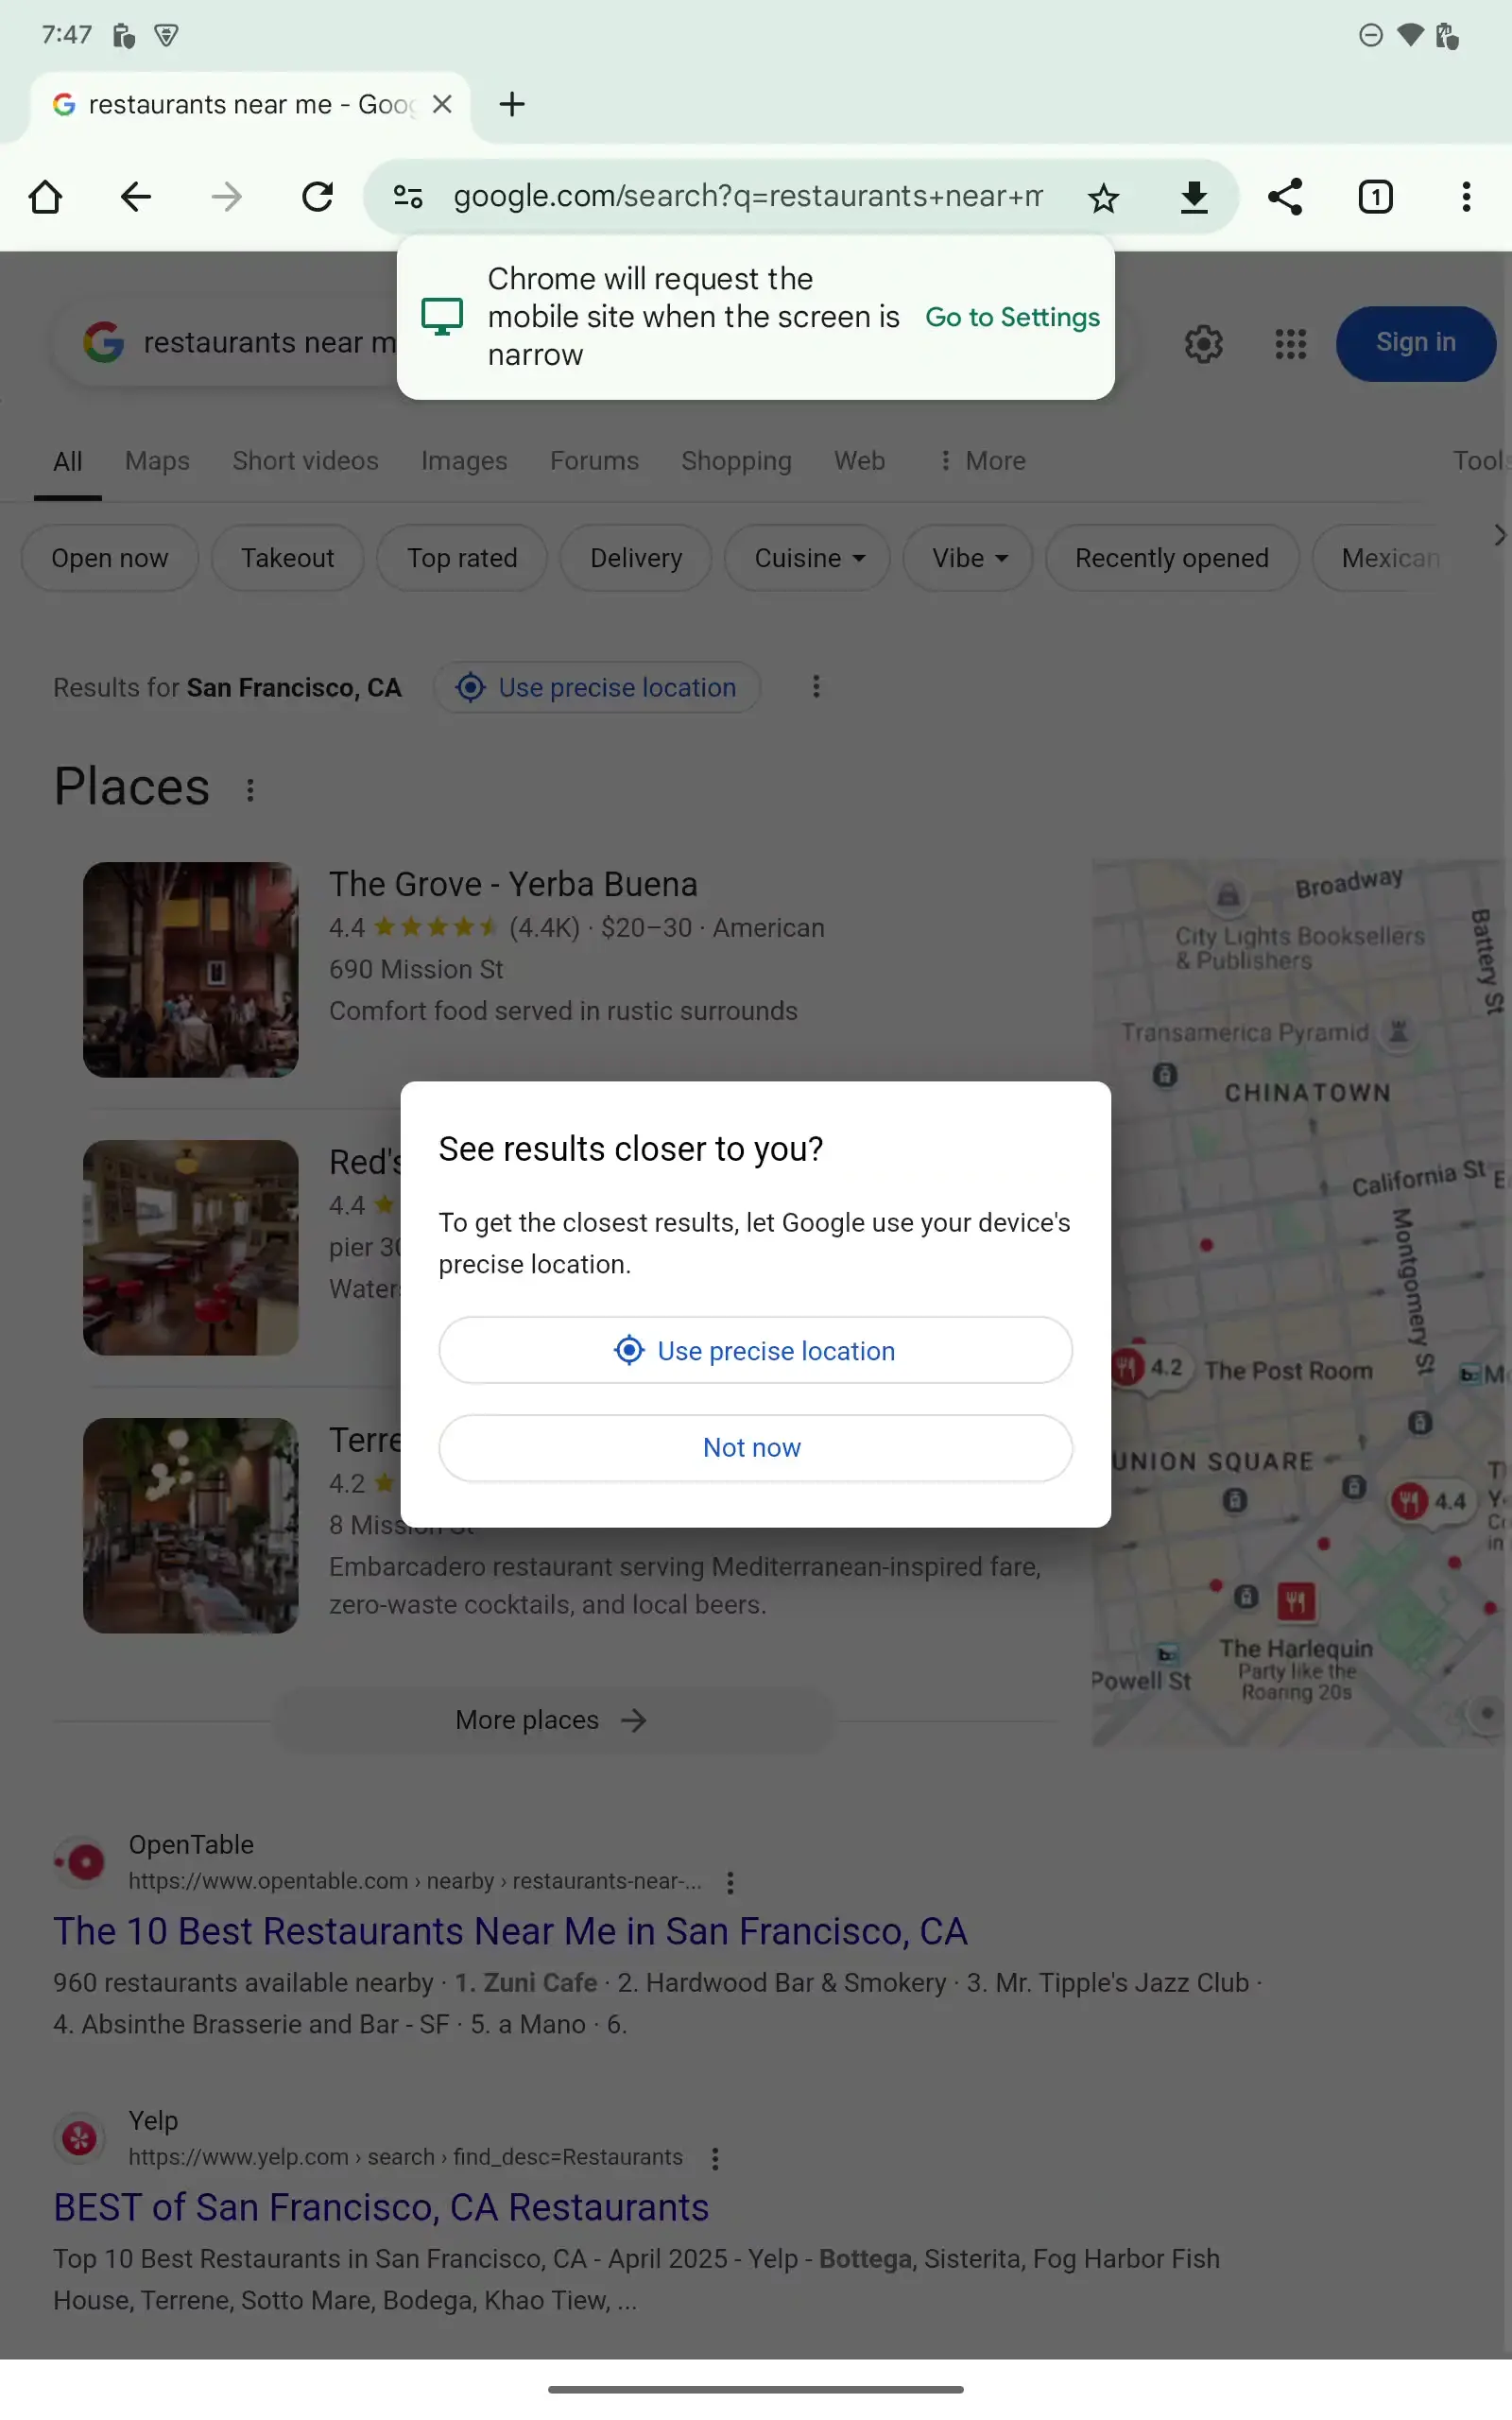 7:47
restaurants near me - Goog
google.com/search?q=restaurants+near+m
1
Chrome will request the
mobile site when the screen is
narrow
Go to Settings
restaurants near m
Sign in
All
Maps
Short videos
Images
Forums
Shopping
Web
More
Tools
Open now
Takeout
Top rated
Delivery
Cuisine
Vibe
Recently opened
Mexican
Results for San Francisco, CA
Use precise location
Places
The Grove - Yerba Buena
4.4 (4.4K) · $20–30 · American
690 Mission St
Comfort food served in rustic surrounds
Red's
4.4
pier 30
Water
Terre
4.2
8 Mission St
Embarcadero restaurant serving Mediterranean-inspired fare,
zero-waste cocktails, and local beers.
More places
See results closer to you?
To get the closest results, let Google use your device's
precise location.
Use precise location
Not now
Broadway
Battery St
City Lights Booksellers
& Publishers
Transamerica Pyramid
CHINATOWN
California St
Montgomery St
4.2
The Post Room
UNION SQUARE
4.4
The Harlequin
Party like the
Roaring 20s
Powell St
OpenTable
https://www.opentable.com › nearby › restaurants-near-...
The 10 Best Restaurants Near Me in San Francisco, CA
960 restaurants available nearby · 1. Zuni Cafe · 2. Hardwood Bar & Smokery · 3. Mr. Tipple's Jazz Club ·
4. Absinthe Brasserie and Bar - SF · 5. a Mano · 6.
Yelp
https://www.yelp.com › search › find_desc=Restaurants
BEST of San Francisco, CA Restaurants
Top 10 Best Restaurants in San Francisco, CA - April 2025 - Yelp - Bottega, Sisterita, Fog Harbor Fish
House, Terrene, Sotto Mare, Bodega, Khao Tiew, ...